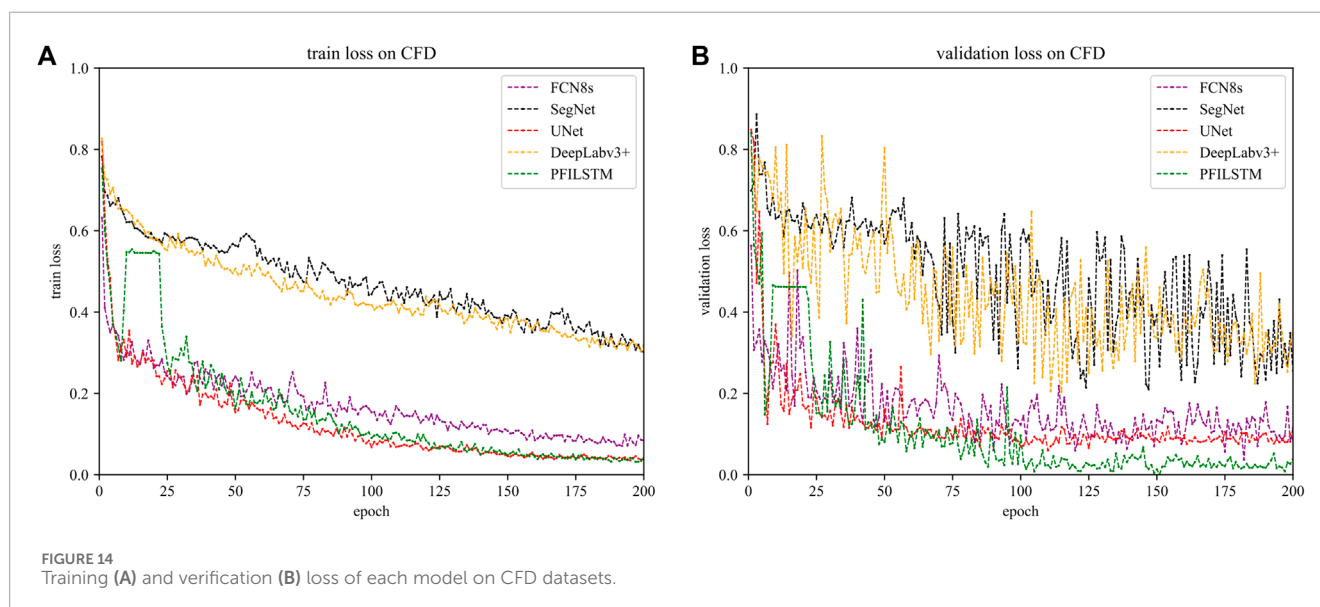 A
train loss on CFD
1.0
0.8
0.6
0.4
0.2
0.0
train loss
0 25 50 75 100 125 150 175 200
epoch
FCN8s
SegNet
UNet
DeepLabv3+
PFILSTM
B
validation loss on CFD
1.0
0.8
0.6
0.4
0.2
0.0
validation loss
0 25 50 75 100 125 150 175 200
epoch
FCN8s
SegNet
UNet
DeepLabv3+
PFILSTM
FIGURE 14
Training (A) and verification (B) loss of each model on CFD datasets.